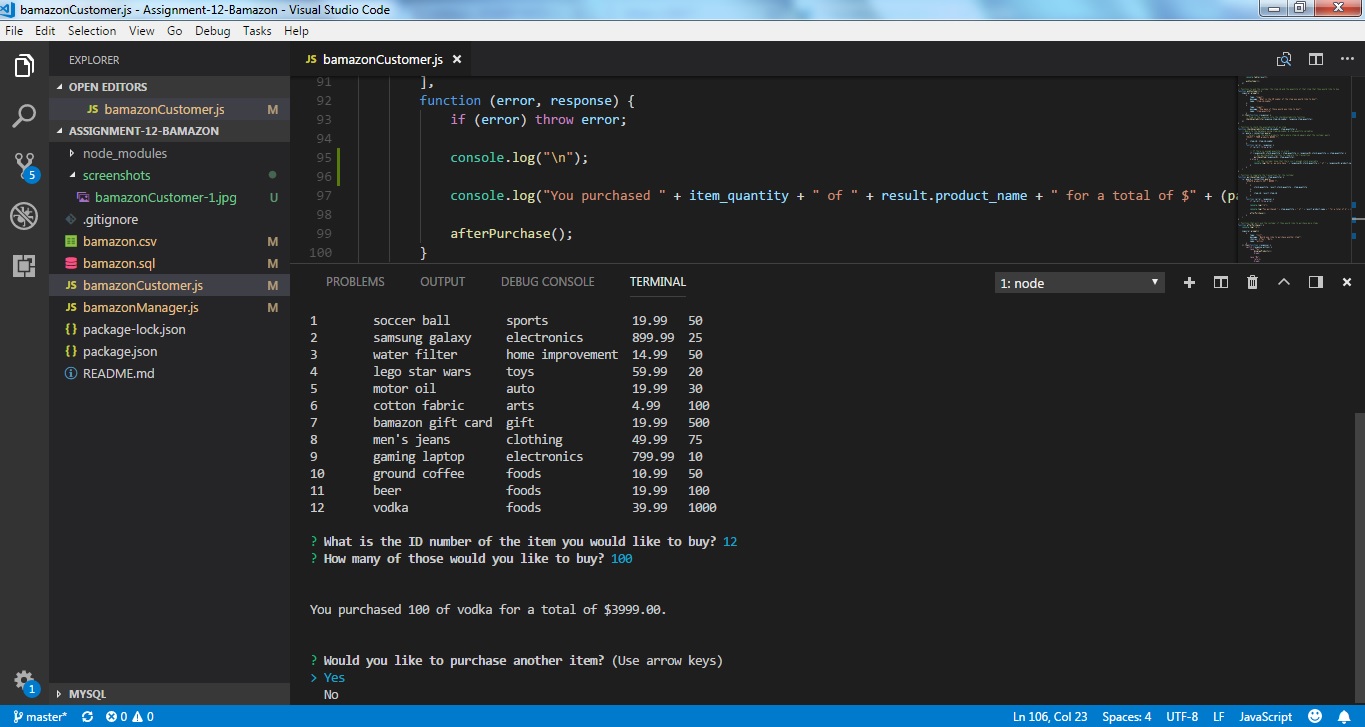 bamazonCustomer.js - Assignment-12-Bamazon - Visual Studio Code
File Edit Selection View Go Debug Tasks Help
EXPLORER
OPEN EDITORS
JS bamazonCustomer.js M
ASSIGNMENT-12-BAMAZON
node_modules
screenshots
bamazonCustomer-1.jpg U
.gitignore
bamazon.csv M
bamazon.sql M
JS bamazonCustomer.js M
JS bamazonManager.js M
{} package-lock.json
{} package.json
README.md
MYSQL
5
1
JS bamazonCustomer.js
91 ],
92 function (error, response) {
93 if (error) throw error;
94
95 console.log("\n");
96
97 console.log("You purchased " + item_quantity + " of " + result.product_name + " for a total of $" + (pa
98
99 afterPurchase();
100 }
PROBLEMS OUTPUT DEBUG CONSOLE TERMINAL 1: node
1 soccer ball sports 19.99 50
2 samsung galaxy electronics 899.99 25
3 water filter home improvement 14.99 50
4 lego star wars toys 59.99 20
5 motor oil auto 19.99 30
6 cotton fabric arts 4.99 100
7 bamazon gift card gift 19.99 500
8 men's jeans clothing 49.99 75
9 gaming laptop electronics 799.99 10
10 ground coffee foods 10.99 50
11 beer foods 19.99 100
12 vodka foods 39.99 1000
? What is the ID number of the item you would like to buy? 12
? How many of those would you like to buy? 100
You purchased 100 of vodka for a total of $3999.00.
? Would you like to purchase another item? (Use arrow keys)
> Yes
No
master* 0 0 Ln 106, Col 23 Spaces: 4 UTF-8 LF JavaScript